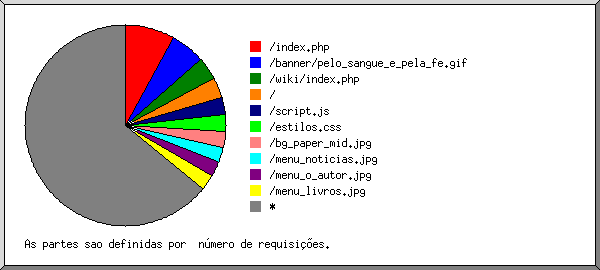 /index.php
/banner/pelo_sangue_e_pela_fe.gif
/wiki/index.php
/
/script.js
/estilos.css
/bg_paper_mid.jpg
/menu_noticias.jpg
/menu_o_autor.jpg
/menu_livros.jpg
*
As partes sao definidas por  número de requisições.